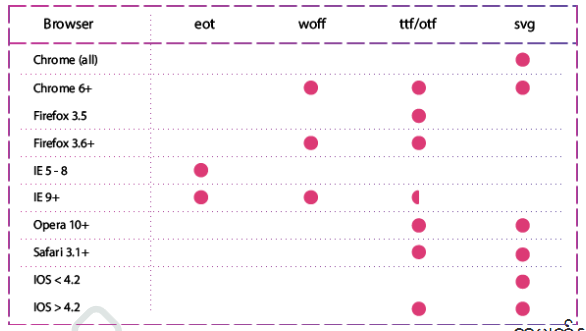 Browser eot woff ttf/otf svg
Chrome (all)
Chrome 6+
Firefox 3.5
Firefox 3.6+
IE 5 - 8
IE 9+
Opera 10+
Safari 3.1+
IOS < 4.2
IOS > 4.2